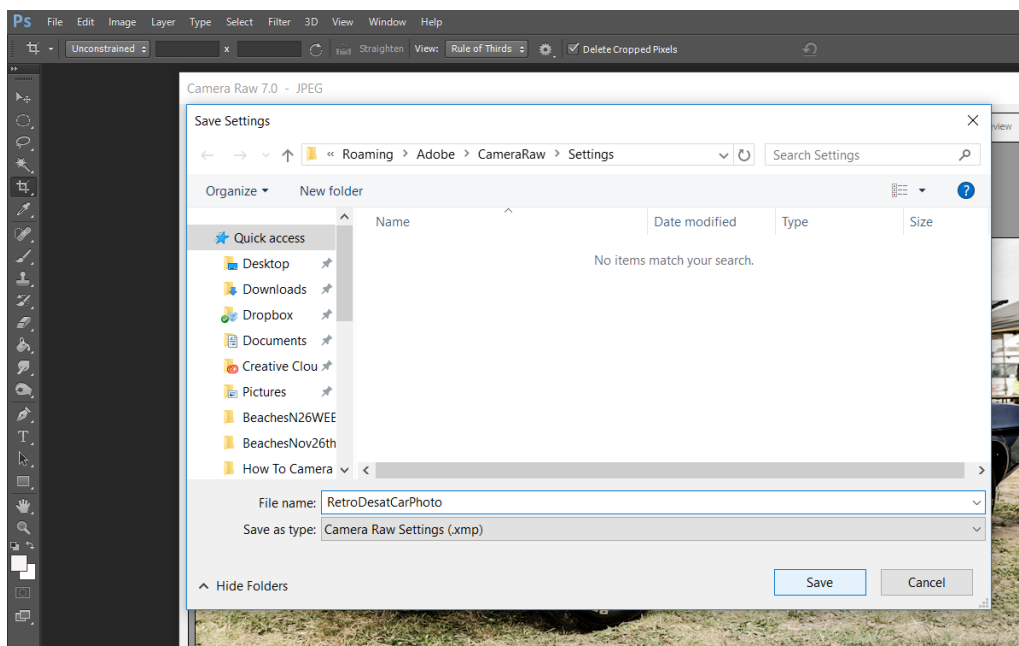 Ps File Edit Image Layer Type Select Filter 3D View Window Help
Unconstrained x Straighten View: Rule of Thirds Delete Cropped Pixels
Camera Raw 7.0 - JPEG
Save Settings
view
« Roaming > Adobe > CameraRaw > Settings Search Settings
Organize New folder ?
Name Date modified Type Size
Quick access
No items match your search.
Desktop
Downloads
Dropbox
Documents
Creative Clou
Pictures
BeachesN26WEE
BeachesNov26th
How To Camera
File name: RetroDesatCarPhoto
Save as type: Camera Raw Settings (.xmp)
Hide Folders Save Cancel